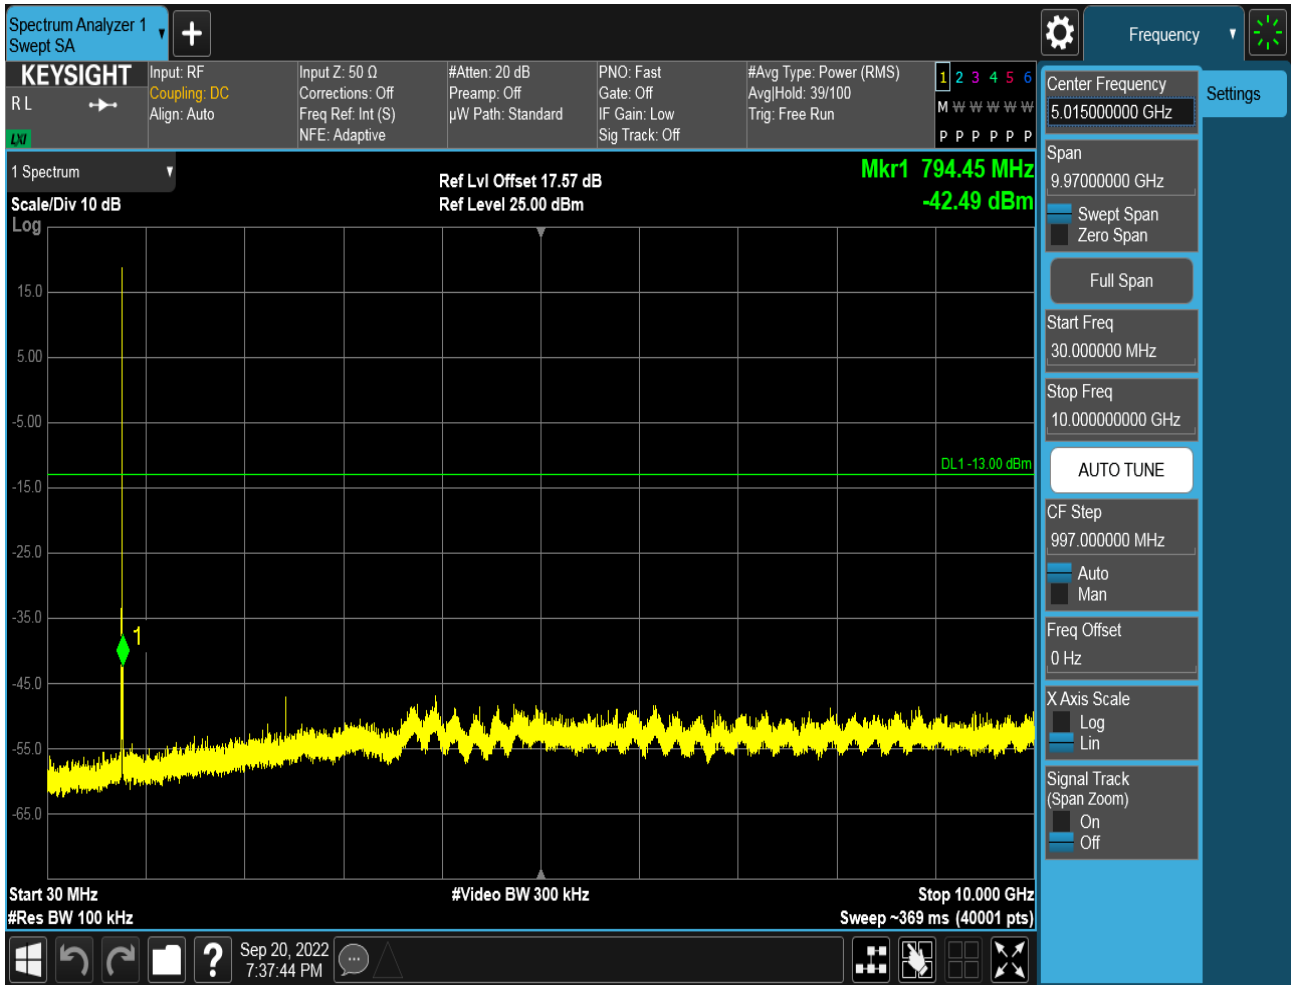 Spectrum Analyzer 1
Swept SA
Frequency
KEYSIGHT
R L
LXI
Input: RF
Coupling: DC
Align: Auto
Input Z: 50 Ω
Corrections: Off
Freq Ref: Int (S)
NFE: Adaptive
#Atten: 20 dB
Preamp: Off
µW Path: Standard
PNO: Fast
Gate: Off
IF Gain: Low
Sig Track: Off
#Avg Type: Power (RMS)
Avg|Hold: 39/100
Trig: Free Run
1 2 3 4 5 6
M W W W W W
P P P P P P
1 Spectrum
Scale/Div 10 dB
Log
Ref Lvl Offset 17.57 dB
Ref Level 25.00 dBm
Mkr1 794.45 MHz
-42.49 dBm
15.0
5.00
-5.00
-15.0
-25.0
-35.0
-45.0
-55.0
-65.0
DL1 -13.00 dBm
1
Start 30 MHz
#Res BW 100 kHz
#Video BW 300 kHz
Stop 10.000 GHz
Sweep ~369 ms (40001 pts)
Center Frequency
5.015000000 GHz
Settings
Span
9.97000000 GHz
Swept Span
Zero Span
Full Span
Start Freq
30.000000 MHz
Stop Freq
10.000000000 GHz
AUTO TUNE
CF Step
997.000000 MHz
Auto
Man
Freq Offset
0 Hz
X Axis Scale
Log
Lin
Signal Track
(Span Zoom)
On
Off
?
Sep 20, 2022
7:37:44 PM